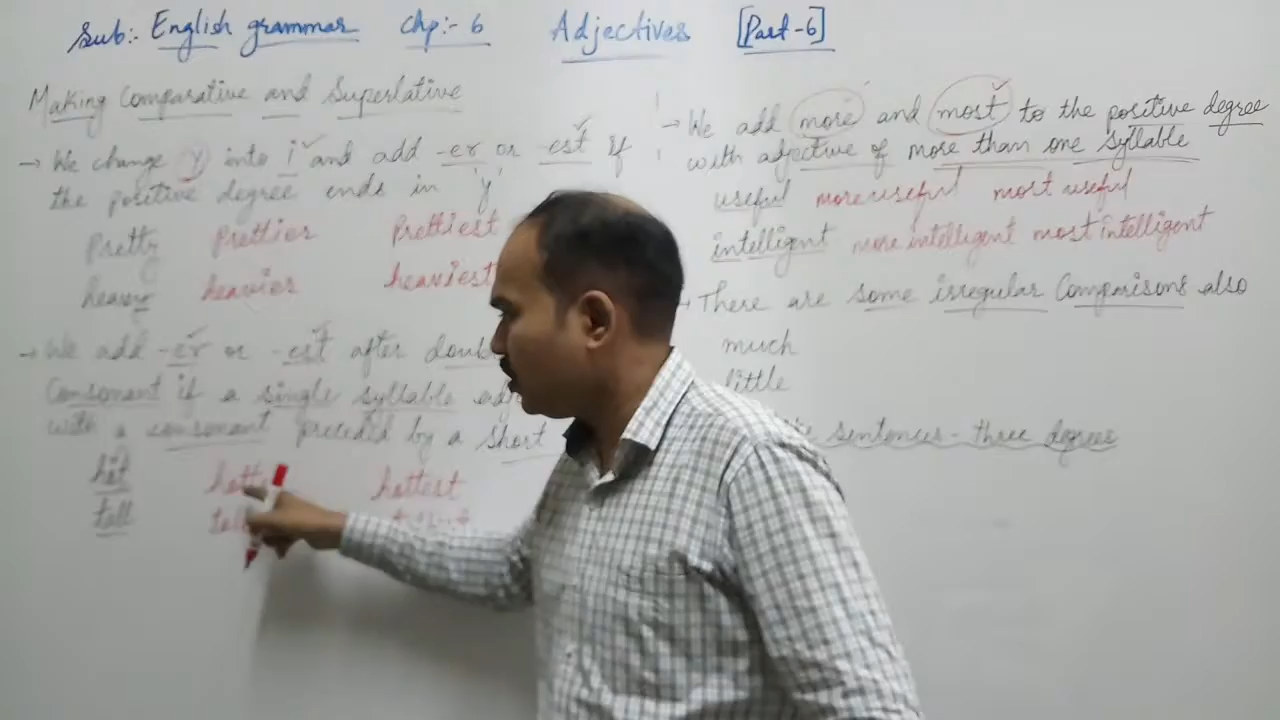 Sub:- English grammar Chp:- 6 Adjectives [Part-6]
Making Comparative and Superlative
→ We change y into i and add -er or -est if
the positive degree ends in 'y'
Pretty Prettier Prettiest
heavy heavier heaviest
→ We add -er or -est after
Consonant if a single syllable
with a consonant preceded by a short
hot hottest
tall
→ We add more and most to the positive degree
with adjective of more than one syllable
useful more useful most useful
intelligent more intelligent most intelligent
There are some irregular Comparisons also
much
little
sentences - three degrees